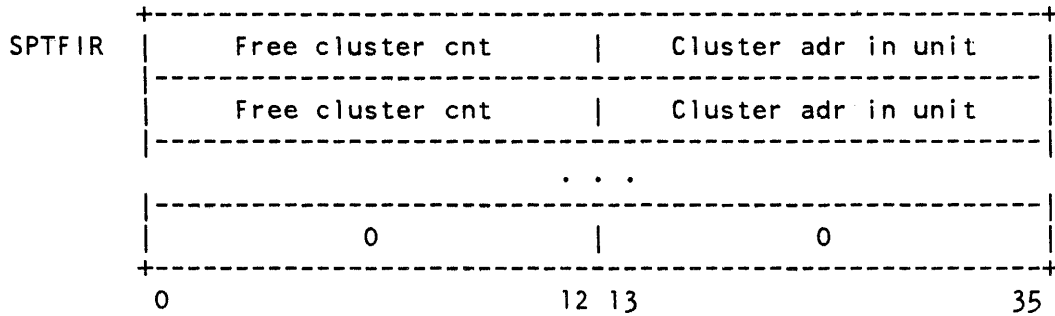 SPTFIR | Free cluster cnt | Cluster adr in unit |
| Free cluster cnt | Cluster adr in unit |
. . .
| 0 | 0 |
0 12 13 35